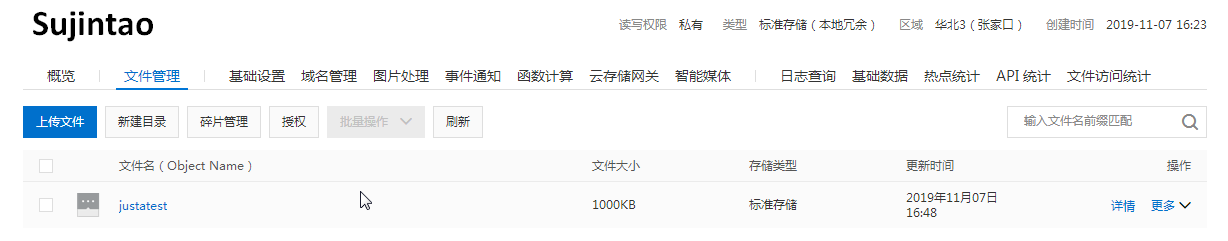 Sujintao 读写权限 私有 类型 标准存储（本地冗余） 区域 华北3（张家口） 创建时间 2019-11-07 16:23
概览 文件管理 基础设置 域名管理 图片处理 事件通知 函数计算 云存储网关 智能媒体 日志查询 基础数据 热点统计 API 统计 文件访问统计
上传文件 新建目录 碎片管理 授权 批量操作 刷新 输入文件名前缀匹配
文件名（Object Name） 文件大小 存储类型 更新时间 操作
justatest 1000KB 标准存储 2019年11月07日 详情 更多
16:48